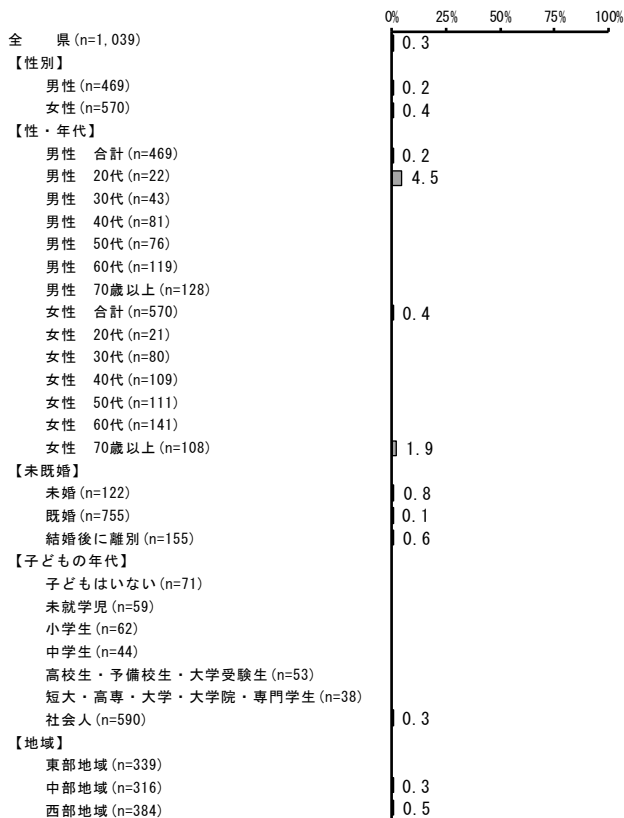 0% 25% 50% 75% 100%
全 県(n=1,039) 0.3
【性別】
男性(n=469) 0.2
女性(n=570) 0.4
【性・年代】
男性 合計(n=469) 0.2
男性 20代(n=22) 4.5
男性 30代(n=43)
男性 40代(n=81)
男性 50代(n=76)
男性 60代(n=119)
男性 70歳以上(n=128)
女性 合計(n=570) 0.4
女性 20代(n=21)
女性 30代(n=80)
女性 40代(n=109)
女性 50代(n=111)
女性 60代(n=141)
女性 70歳以上(n=108) 1.9
【未既婚】
未婚(n=122) 0.8
既婚(n=755) 0.1
結婚後に離別(n=155) 0.6
【子どもの年代】
子どもはいない(n=71)
未就学児(n=59)
小学生(n=62)
中学生(n=44)
高校生・予備校生・大学受験生(n=53)
短大・高専・大学・大学院・専門学生(n=38)
社会人(n=590) 0.3
【地域】
東部地域(n=339)
中部地域(n=316) 0.3
西部地域(n=384) 0.5